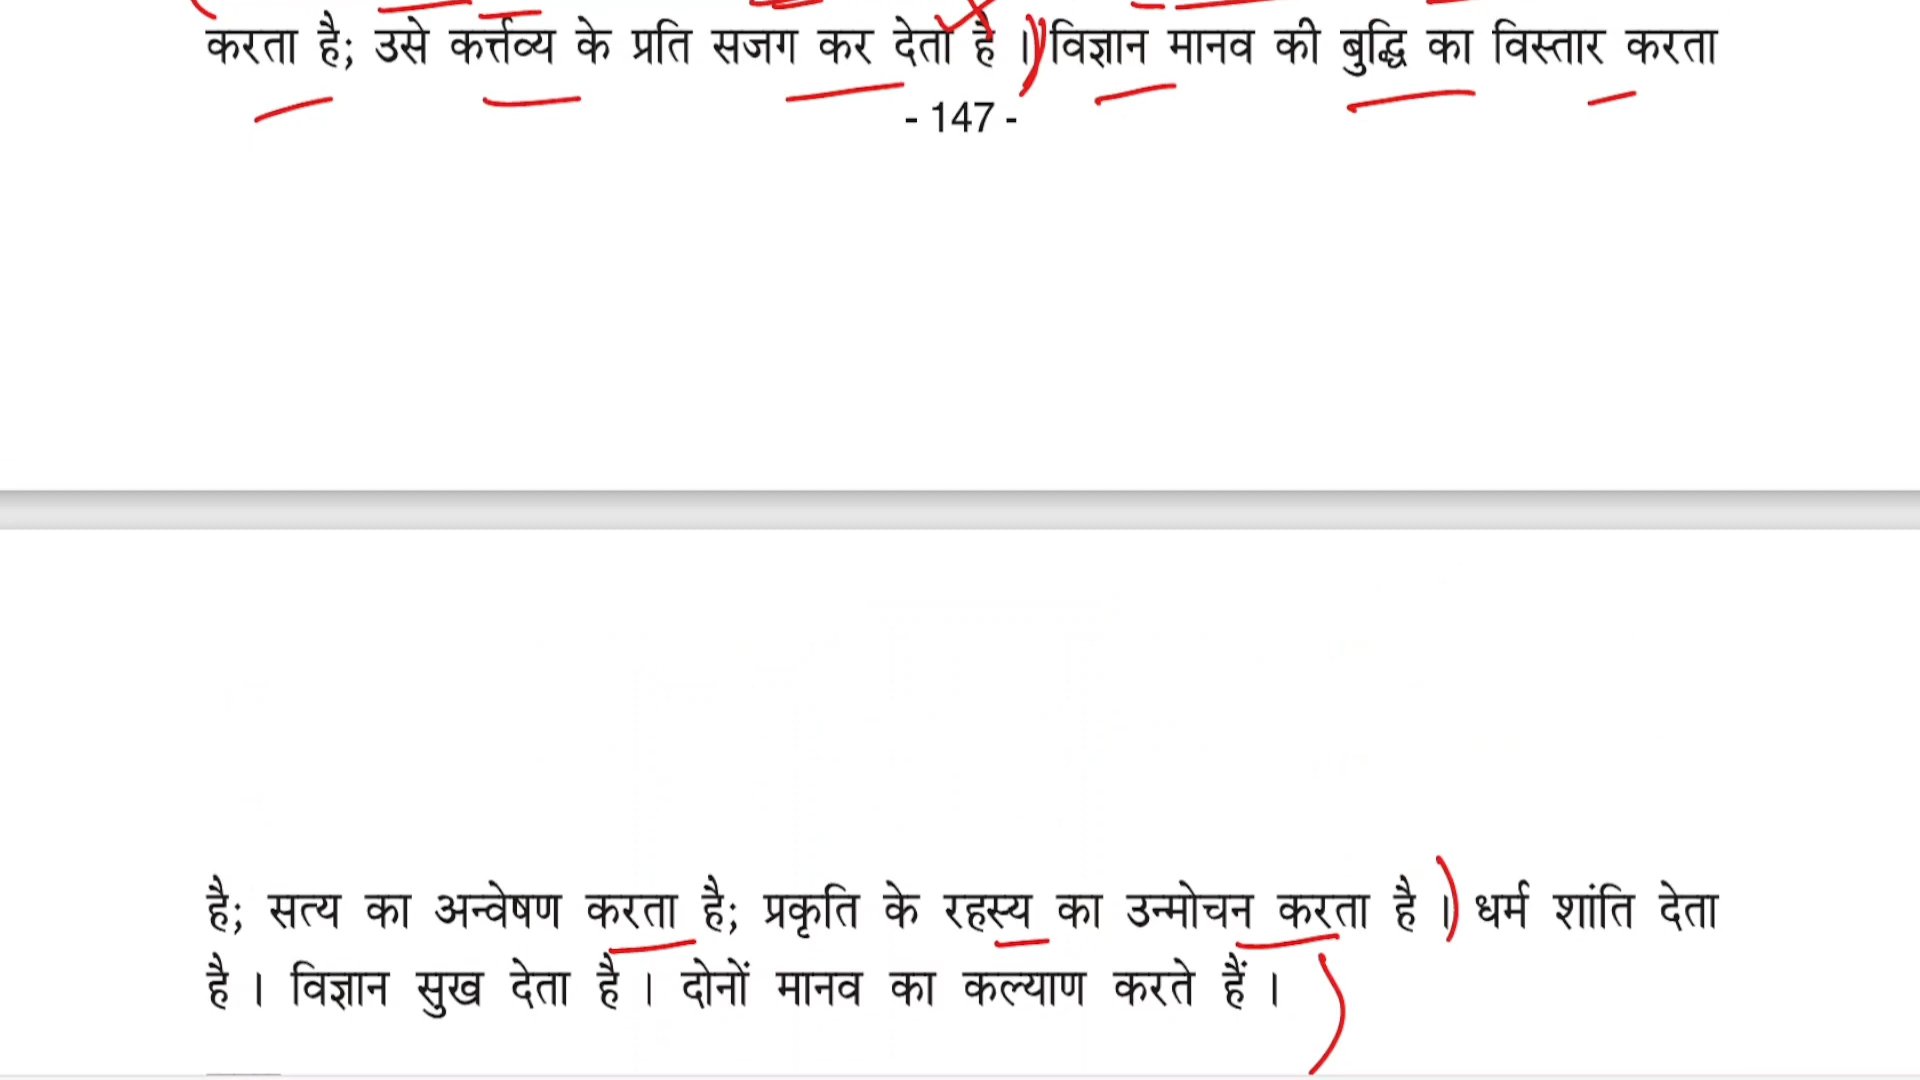 करता है; उसे कर्त्तव्य के प्रति सजग कर देता है । विज्ञान मानव की बुद्धि का विस्तार करता
- 147 -
है; सत्य का अन्वेषण करता है; प्रकृति के रहस्य का उन्मोचन करता है । धर्म शांति देता
है । विज्ञान सुख देता है । दोनों मानव का कल्याण करते हैं ।